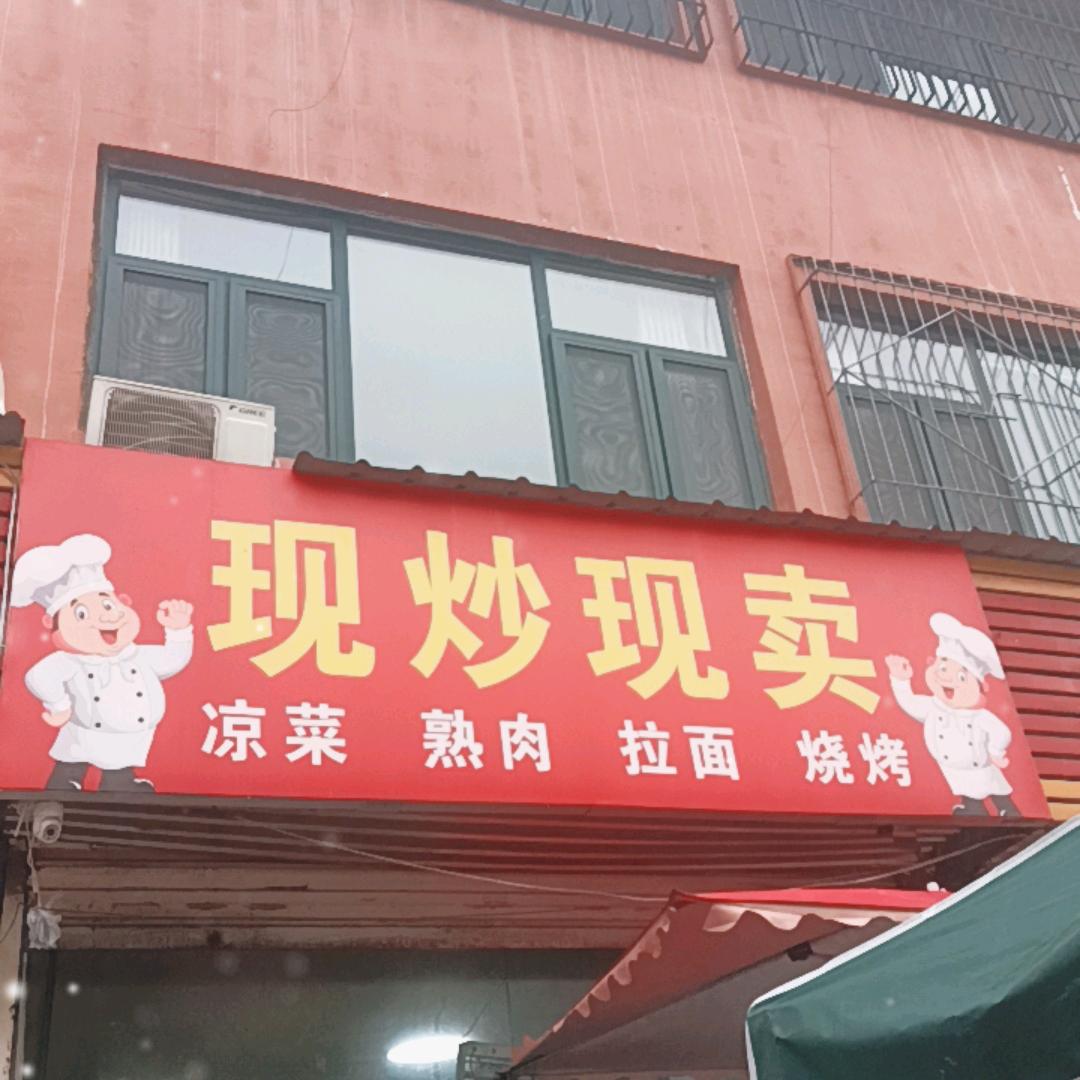 现炒现卖
凉菜 熟肉 拉面 烧烤